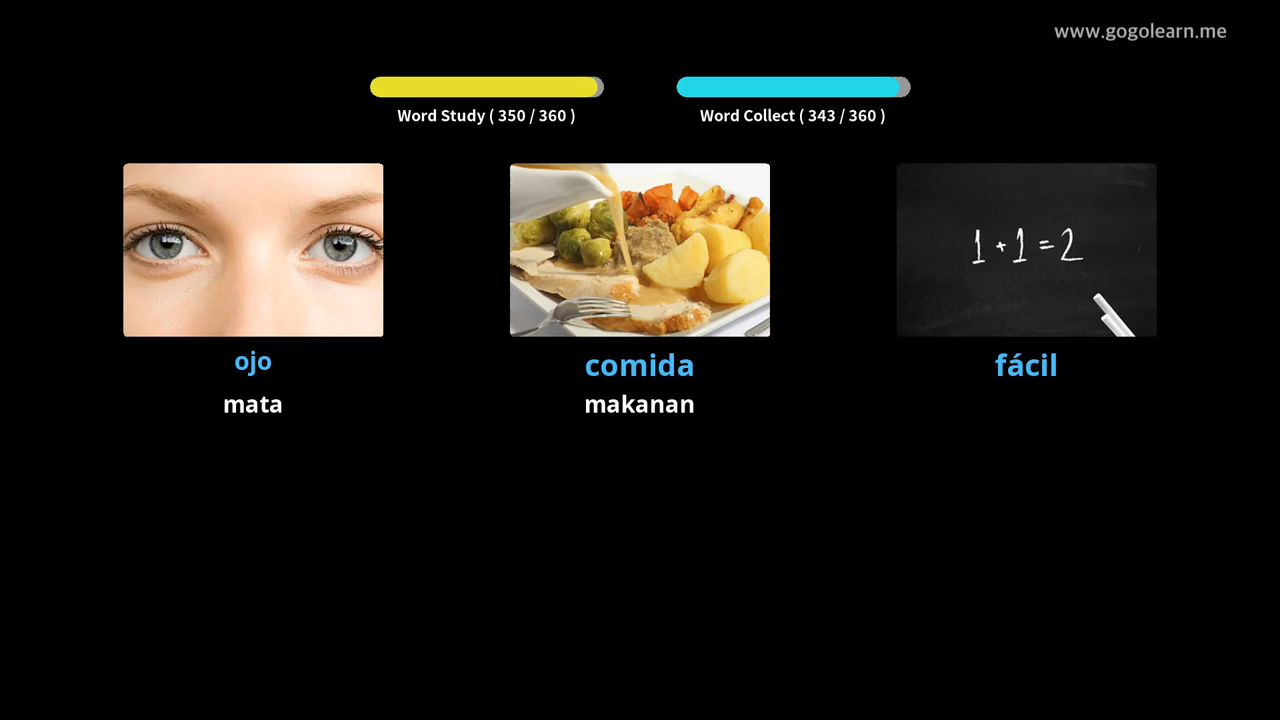 www.gogolearn.me
Word Study ( 350 / 360 )
Word Collect ( 343 / 360 )
1 + 1 = 2
ojo
comida
fácil
mata
makanan